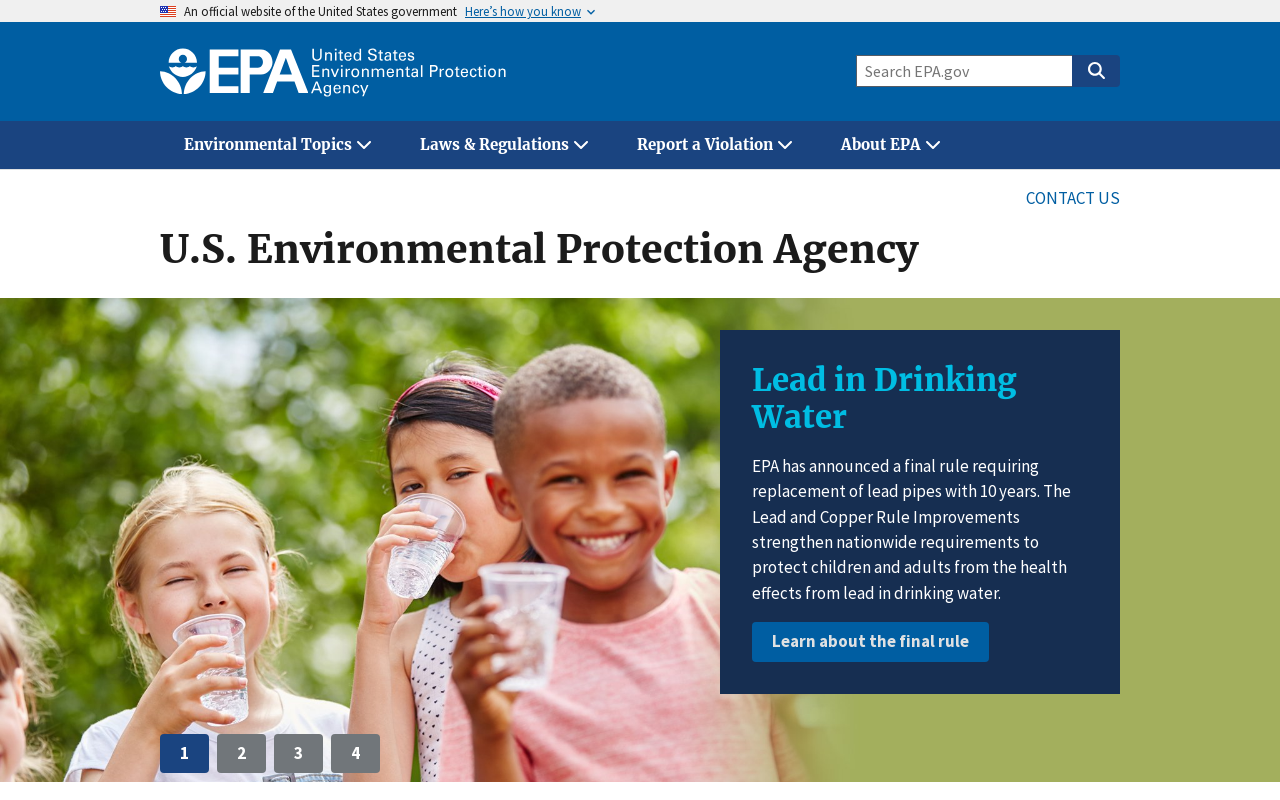 An official website of the United States government Here's how you know
EPA United States
Environmental Protection
Agency
Search EPA.gov
Environmental Topics
Laws & Regulations
Report a Violation
About EPA
CONTACT US
U.S. Environmental Protection Agency
Lead in Drinking
Water
EPA has announced a final rule requiring
replacement of lead pipes with 10 years. The
Lead and Copper Rule Improvements
strengthen nationwide requirements to
protect children and adults from the health
effects from lead in drinking water.
Learn about the final rule
1 2 3 4